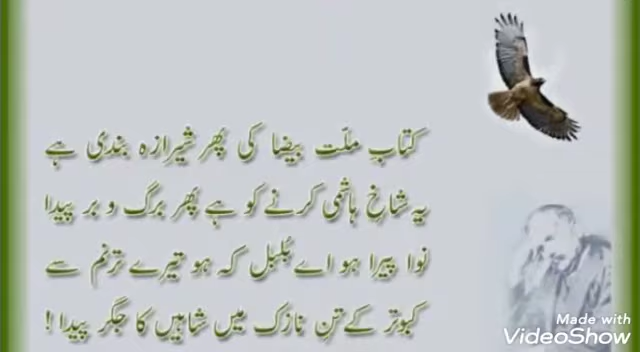 کتابِ ملّت بیضا کی پھر شیرازہ بندی ہے
یہ شاخِ ہاشمی کرنے کو ہے پھر برگ و بر پیدا
نوا پیرا ہو اے بُلبل کہ ہو تیرے ترنم سے
کبوتر کے تنِ نازک میں شاہیں کا جگر پیدا !
Made with
VideoShow